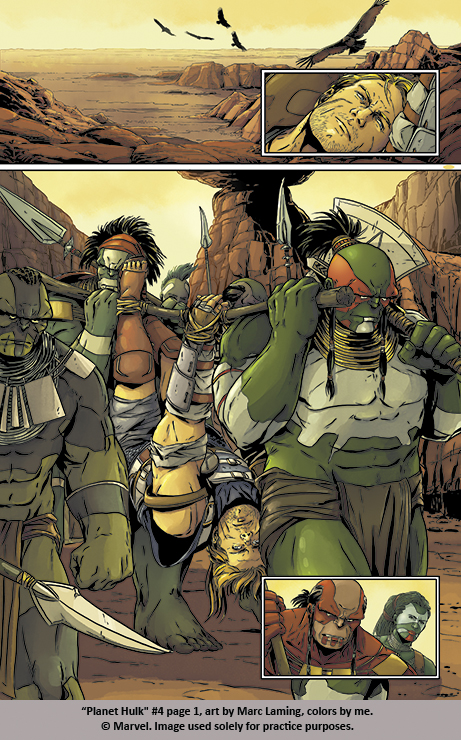 “Planet Hulk” #4 page 1, art by Marc Laming, colors by me.
© Marvel. Image used solely for practice purposes.